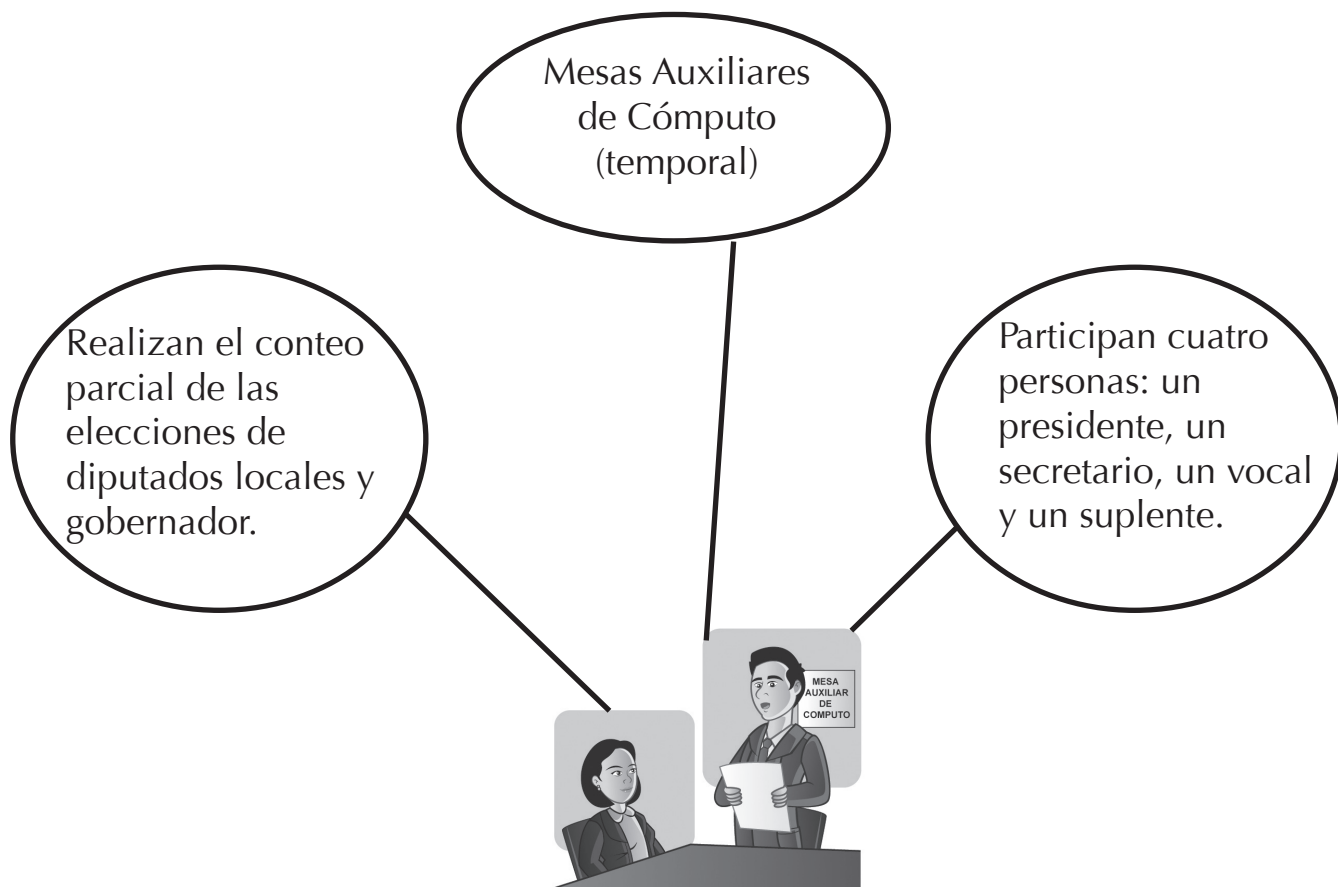 Mesas Auxiliares
de Cómputo
(temporal)
Realizan el conteo
parcial de las
elecciones de
diputados locales y
gobernador.
Participan cuatro
personas: un
presidente, un
secretario, un vocal
y un suplente.
MESA
AUXILIAR
DE
COMPUTO